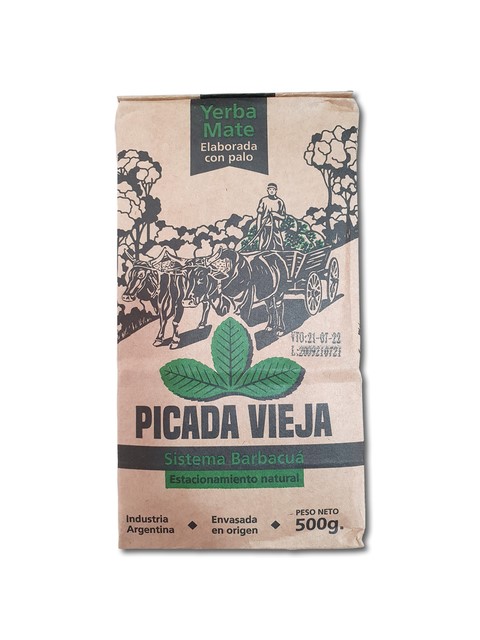 Yerba
Mate
Elaborada
con palo
VTO:21-07-22
L:2009210721
PICADA VIEJA
Sistema Barbacuá
Estacionamiento natural
Industria
Argentina
◆
Envasada
en origen
◆
PESO NETO
500g.